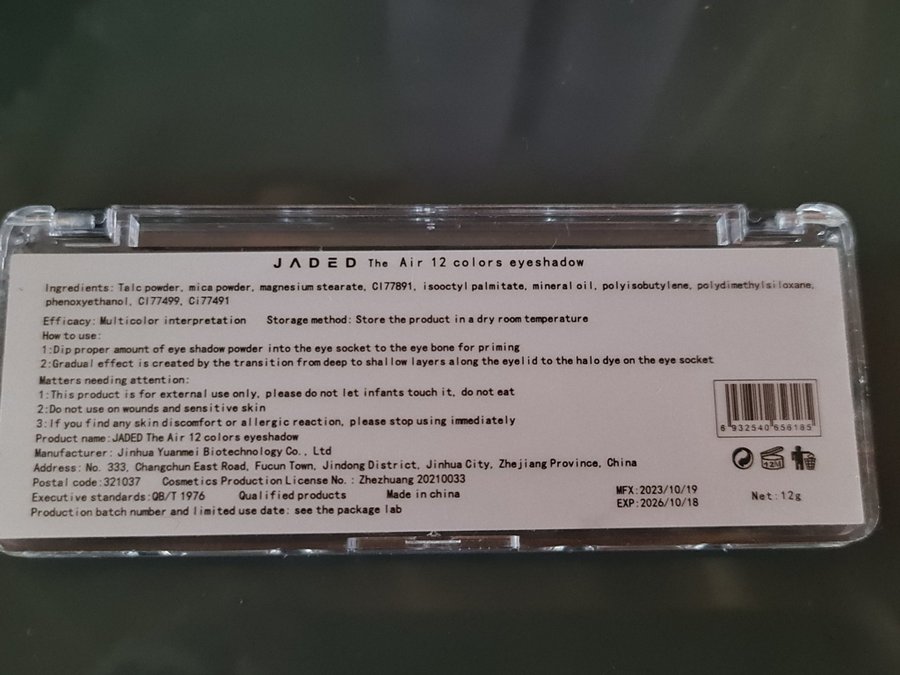 JADED The Air 12 colors eyeshadow
Ingredients: Talc powder, mica powder, magnesium stearate, CI77891, isooctyl palmitate, mineral oil, polyisobutylene, polydimethylsiloxane,
phenoxyethanol, CI77499, Ci77491
Efficacy: Multicolor interpretation Storage method: Store the product in a dry room temperature
How to use:
1:Dip proper amount of eye shadow powder into the eye socket to the eye bone for priming
2:Gradual effect is created by the transition from deep to shallow layers along the eyelid to the halo dye on the eye socket
Matters needing attention:
1:This product is for external use only, please do not let infants touch it, do not eat
2:Do not use on wounds and sensitive skin
3:If you find any skin discomfort or allergic reaction, please stop using immediately
Product name:JADED The Air 12 colors eyeshadow
Manufacturer: Jinhua Yuanmei Biotechnology Co., Ltd
Address: No. 333, Changchun East Road, Fucun Town, Jindong District, Jinhua City, Zhejiang Province, China
Postal code:321037 Cosmetics Production License No. : Zhezhuang 20210033
Executive standards:QB/T 1976 Qualified products Made in china
Production batch number and limited use date: see the package lab
6 932540 656185
12M
MFX:2023/10/19
EXP:2026/10/18
Net:12g